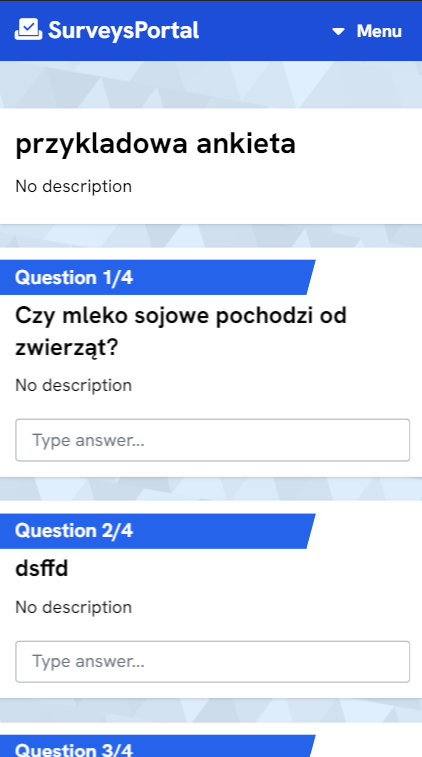 SurveysPortal
Menu
przykladowa ankieta
No description
Question 1/4
Czy mleko sojowe pochodzi od
zwierząt?
No description
Type answer...
Question 2/4
dsffd
No description
Type answer...
Question 3/4